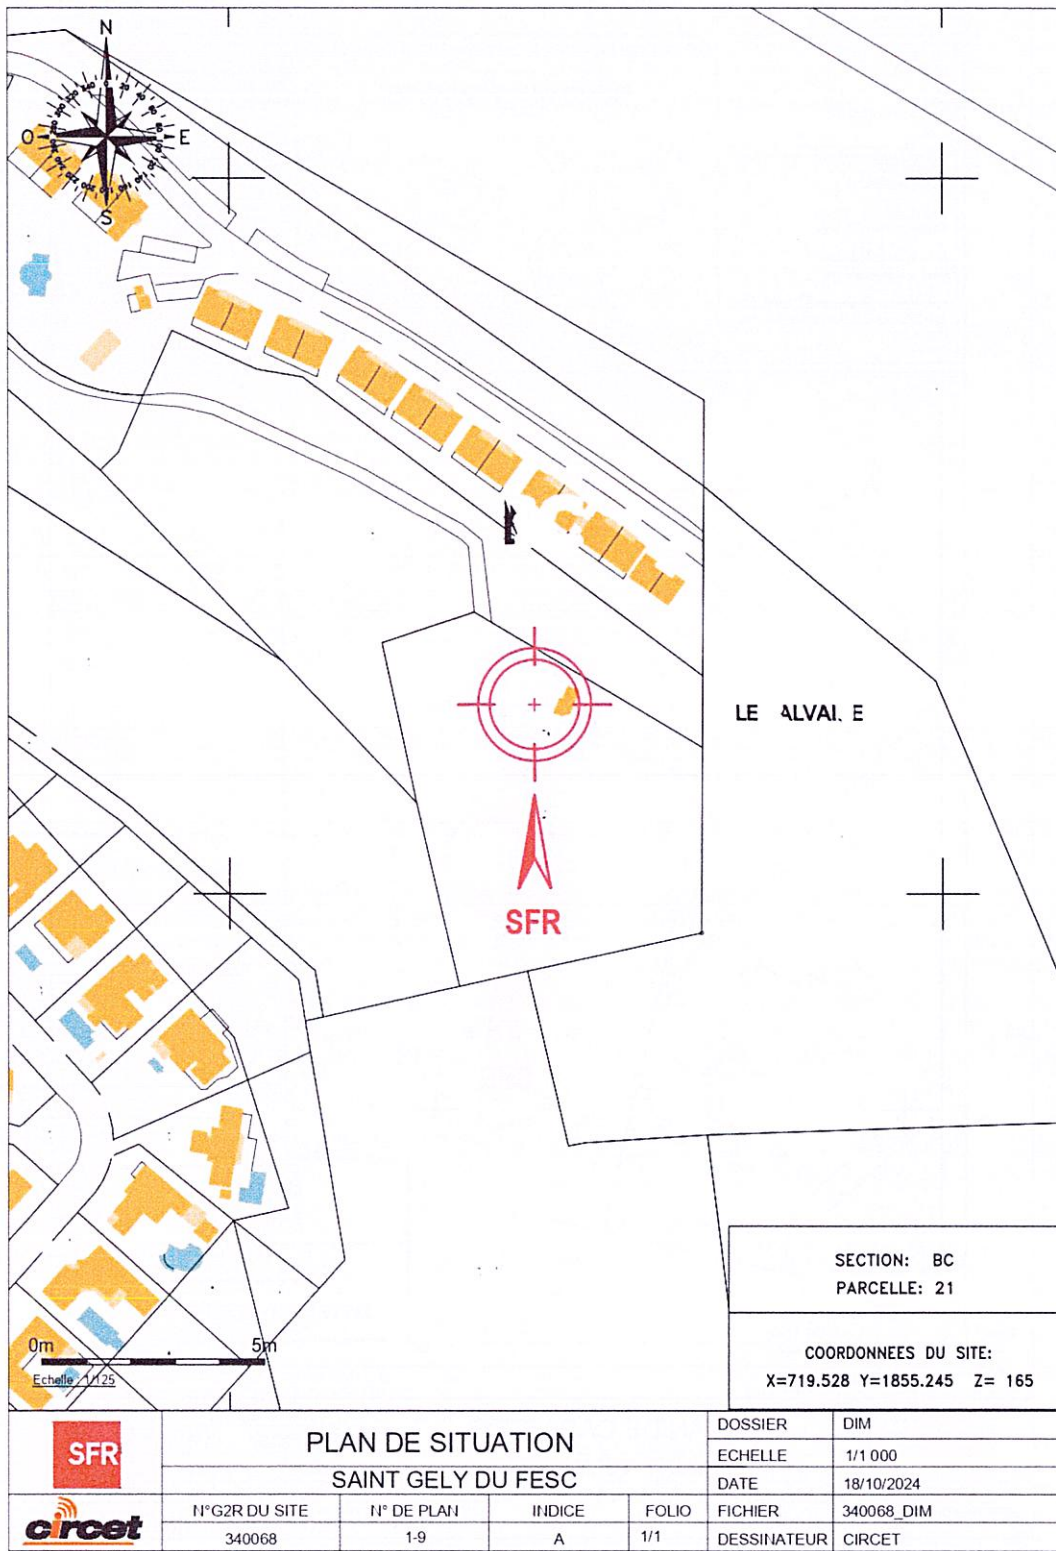 N
O
E
S
LE ALVAI. E
SFR
SECTION: BC
PARCELLE: 21
COORDONNEES DU SITE:
X=719.528 Y=1855.245 Z= 165
0m 5m
Echelle 1/125
SFR
circet
PLAN DE SITUATION
SAINT GELY DU FESC
N°G2R DU SITE N° DE PLAN INDICE FOLIO
340068 1-9 A 1/1
DOSSIER DIM
ECHELLE 1/1 000
DATE 18/10/2024
FICHIER 340068_DIM
DESSINATEUR CIRCET